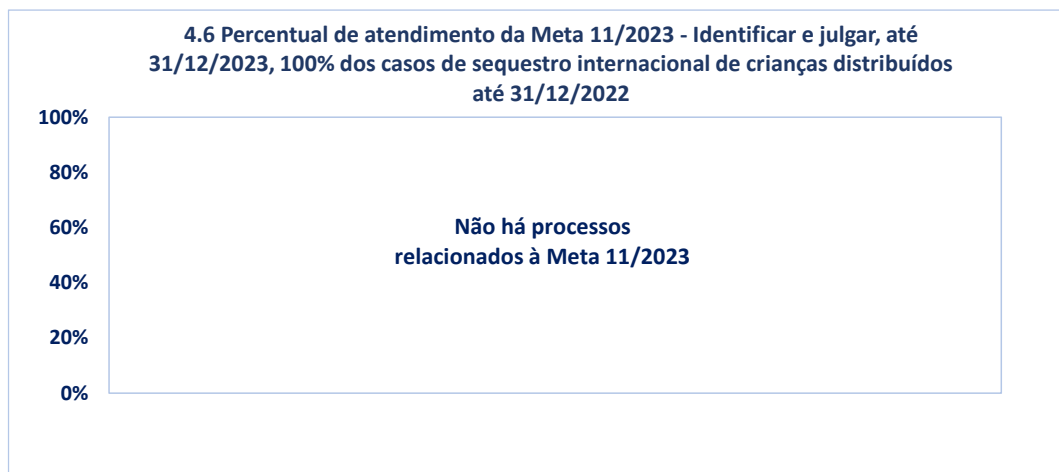 4.6 Percentual de atendimento da Meta 11/2023 - Identificar e julgar, até
31/12/2023, 100% dos casos de sequestro internacional de crianças distribuídos
até 31/12/2022
100%
80%
60%
40%
20%
0%
Não há processos
relacionados à Meta 11/2023